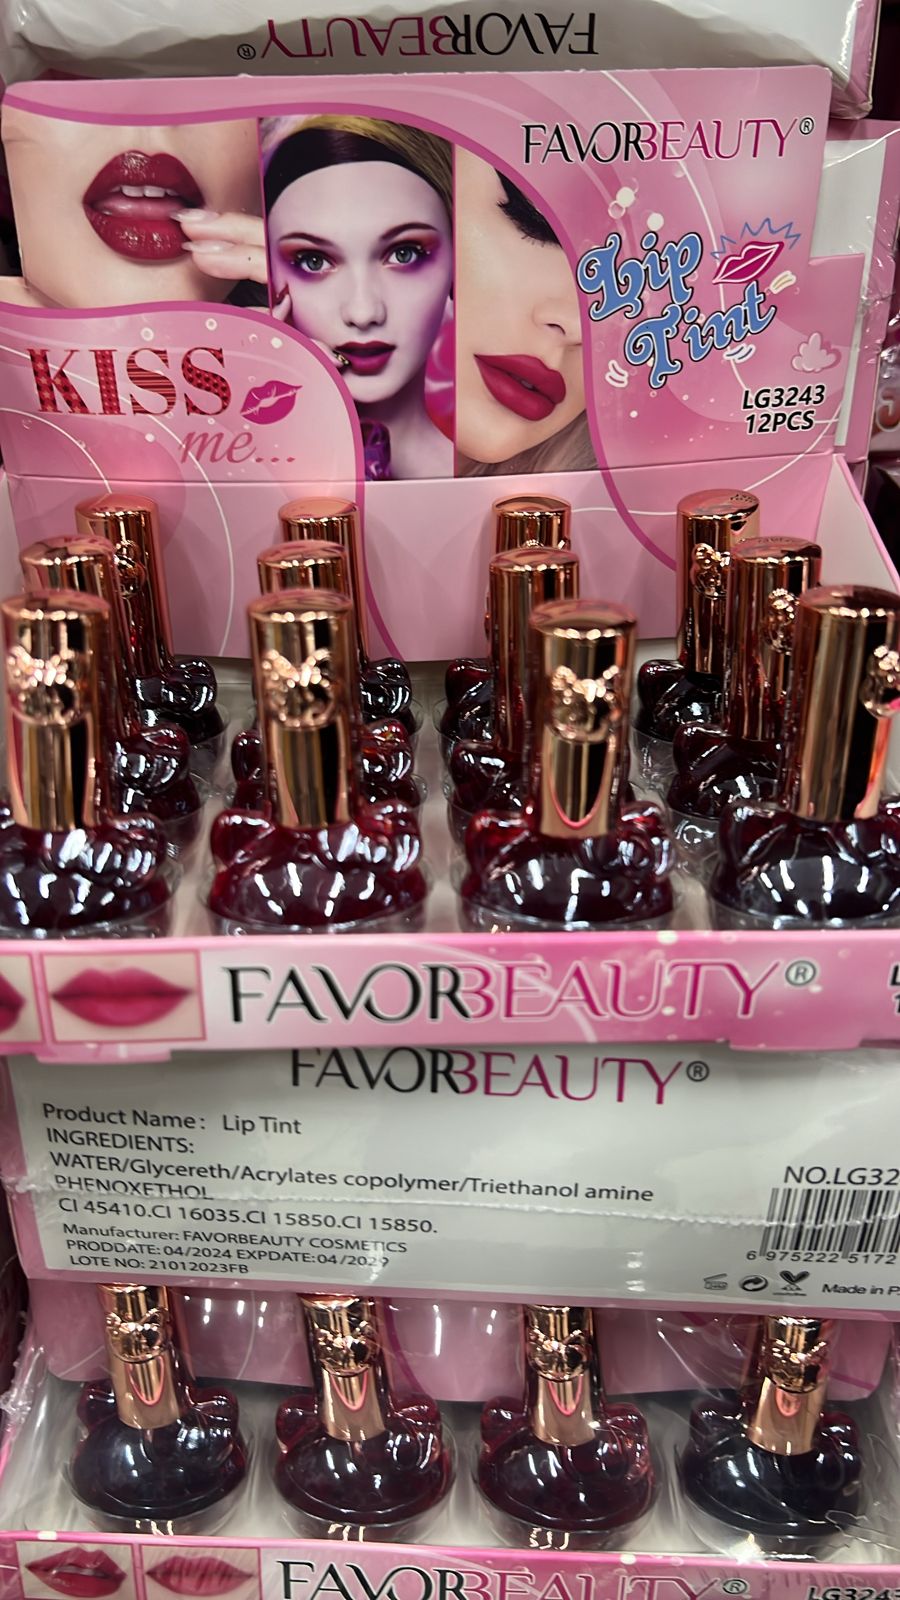 FAVORBEAUTY®
FAVORBEAUTY®
Lip
Tint
KISS
me...
LG3243
12PCS
FAVORBEAUTY®
FAVORBEAUTY®
Product Name: Lip Tint
INGREDIENTS:
WATER/Glycereth/Acrylates copolymer/Triethanol amine
PHENOXETHOL
CI 45410.CI 16035.CI 15850.CI 15850.
Manufacturer: FAVORBEAUTY COSMETICS
PRODDATE: 04/2024 EXPDATE: 04/2029
LOTE NO: 21012023FB
NO.LG32
6 975222 5172
Made in P.
FAVORBEAUTY®
LG3243